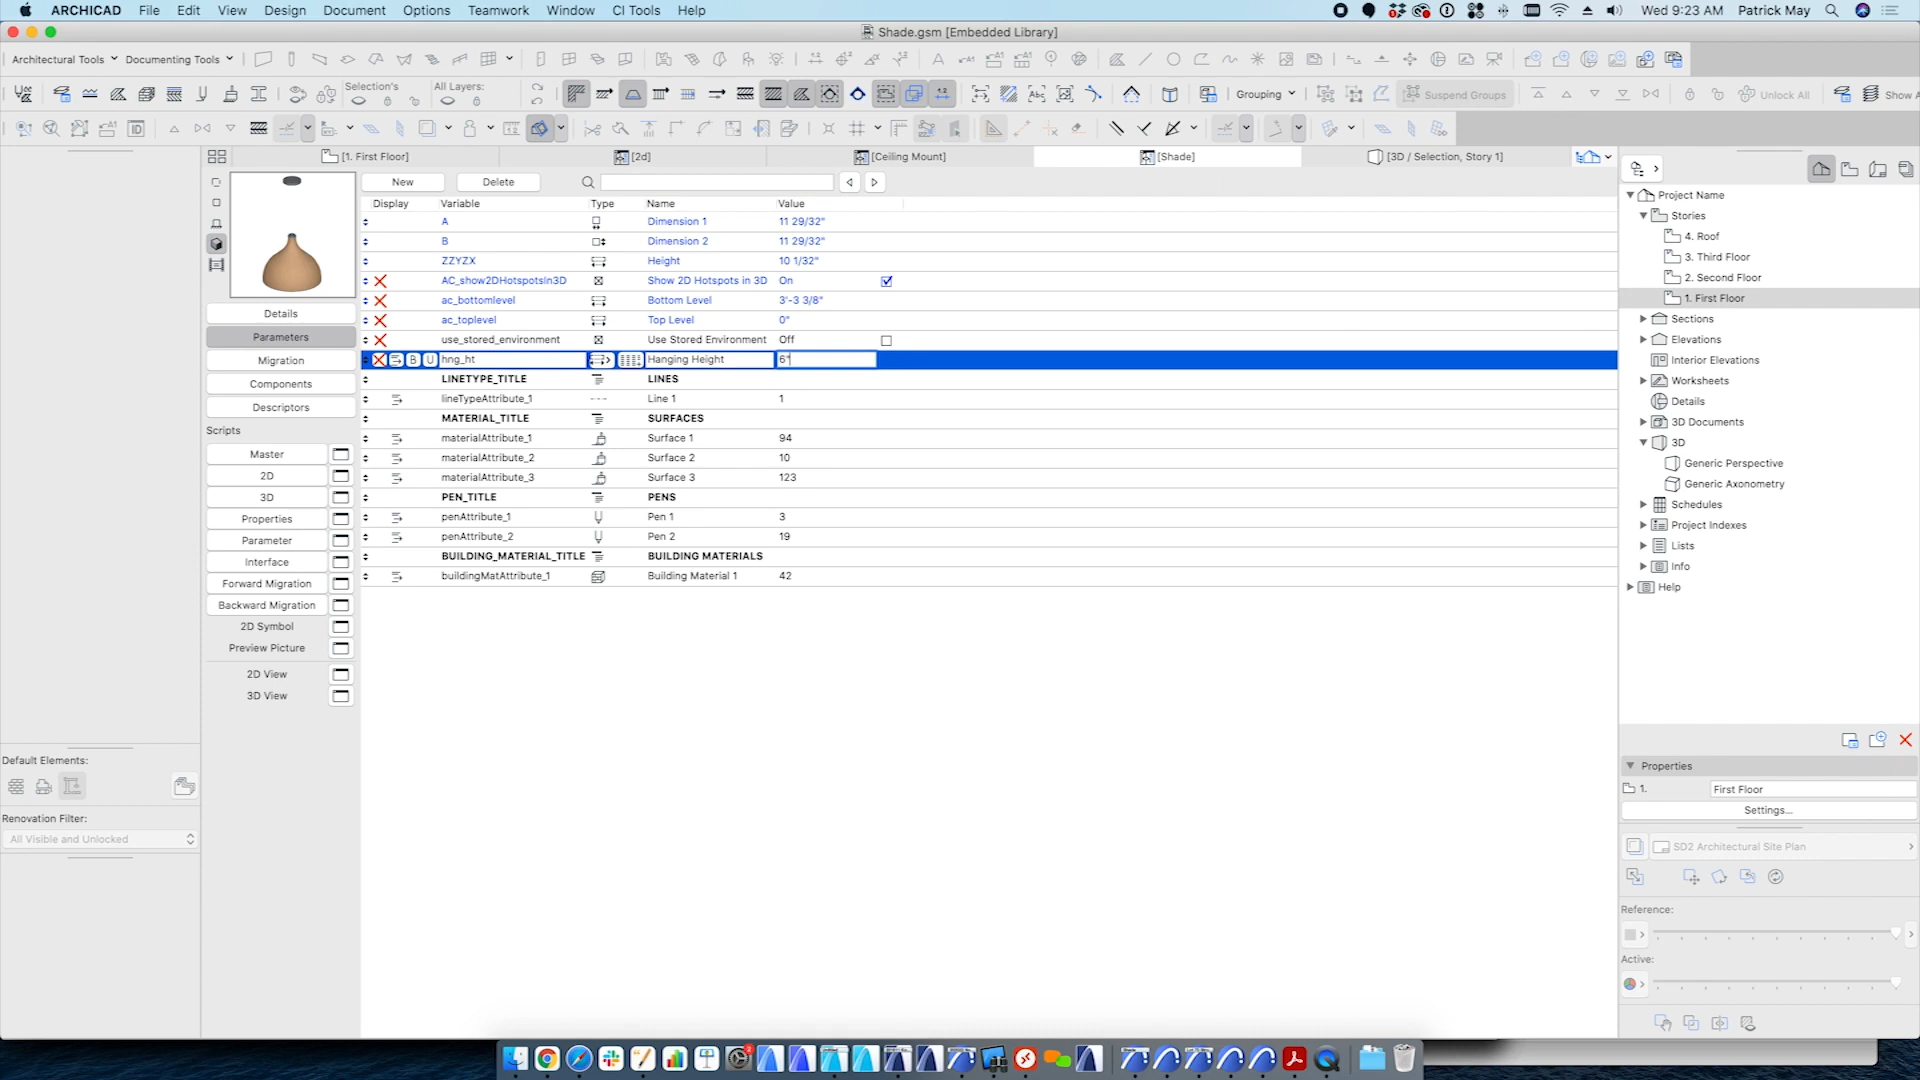 ARCHICAD File Edit View Design Document Options Teamwork Window CI Tools Help Wed 9:23 AM Patrick May
Shade.gsm [Embedded Library]
Architectural Tools Documenting Tools
Selection's
All Layers:
Grouping
Suspend Groups
Unlock All
Show A
[1. First Floor] [2d] [Ceiling Mount] [Shade] [3D / Selection, Story 1]
New Delete
Display Variable Type Name Value
A Dimension 1 11 29/32"
B Dimension 2 11 29/32"
ZZYZX Height 10 1/32"
AC_show2DHotspotsIn3D Show 2D Hotspots in 3D On
ac_bottomlevel Bottom Level 3'-3 3/8"
ac_toplevel Top Level 0"
use_stored_environment Use Stored Environment Off
B U hng_ht Hanging Height 6"
LINETYPE_TITLE LINES
lineTypeAttribute_1 Line 1 1
MATERIAL_TITLE SURFACES
materialAttribute_1 Surface 1 94
materialAttribute_2 Surface 2 10
materialAttribute_3 Surface 3 123
PEN_TITLE PENS
penAttribute_1 Pen 1 3
penAttribute_2 Pen 2 19
BUILDING_MATERIAL_TITLE BUILDING MATERIALS
buildingMatAttribute_1 Building Material 1 42
Details
Parameters
Migration
Components
Descriptors
Scripts
Master
2D
3D
Properties
Parameter
Interface
Forward Migration
Backward Migration
2D Symbol
Preview Picture
2D View
3D View
Default Elements:
Renovation Filter:
All Visible and Unlocked
Project Name
Stories
4. Roof
3. Third Floor
2. Second Floor
1. First Floor
Sections
Elevations
Interior Elevations
Worksheets
Details
3D Documents
3D
Generic Perspective
Generic Axonometry
Schedules
Project Indexes
Lists
Info
Help
Properties
1. First Floor
Settings...
SD2 Architectural Site Plan
Reference:
Active: